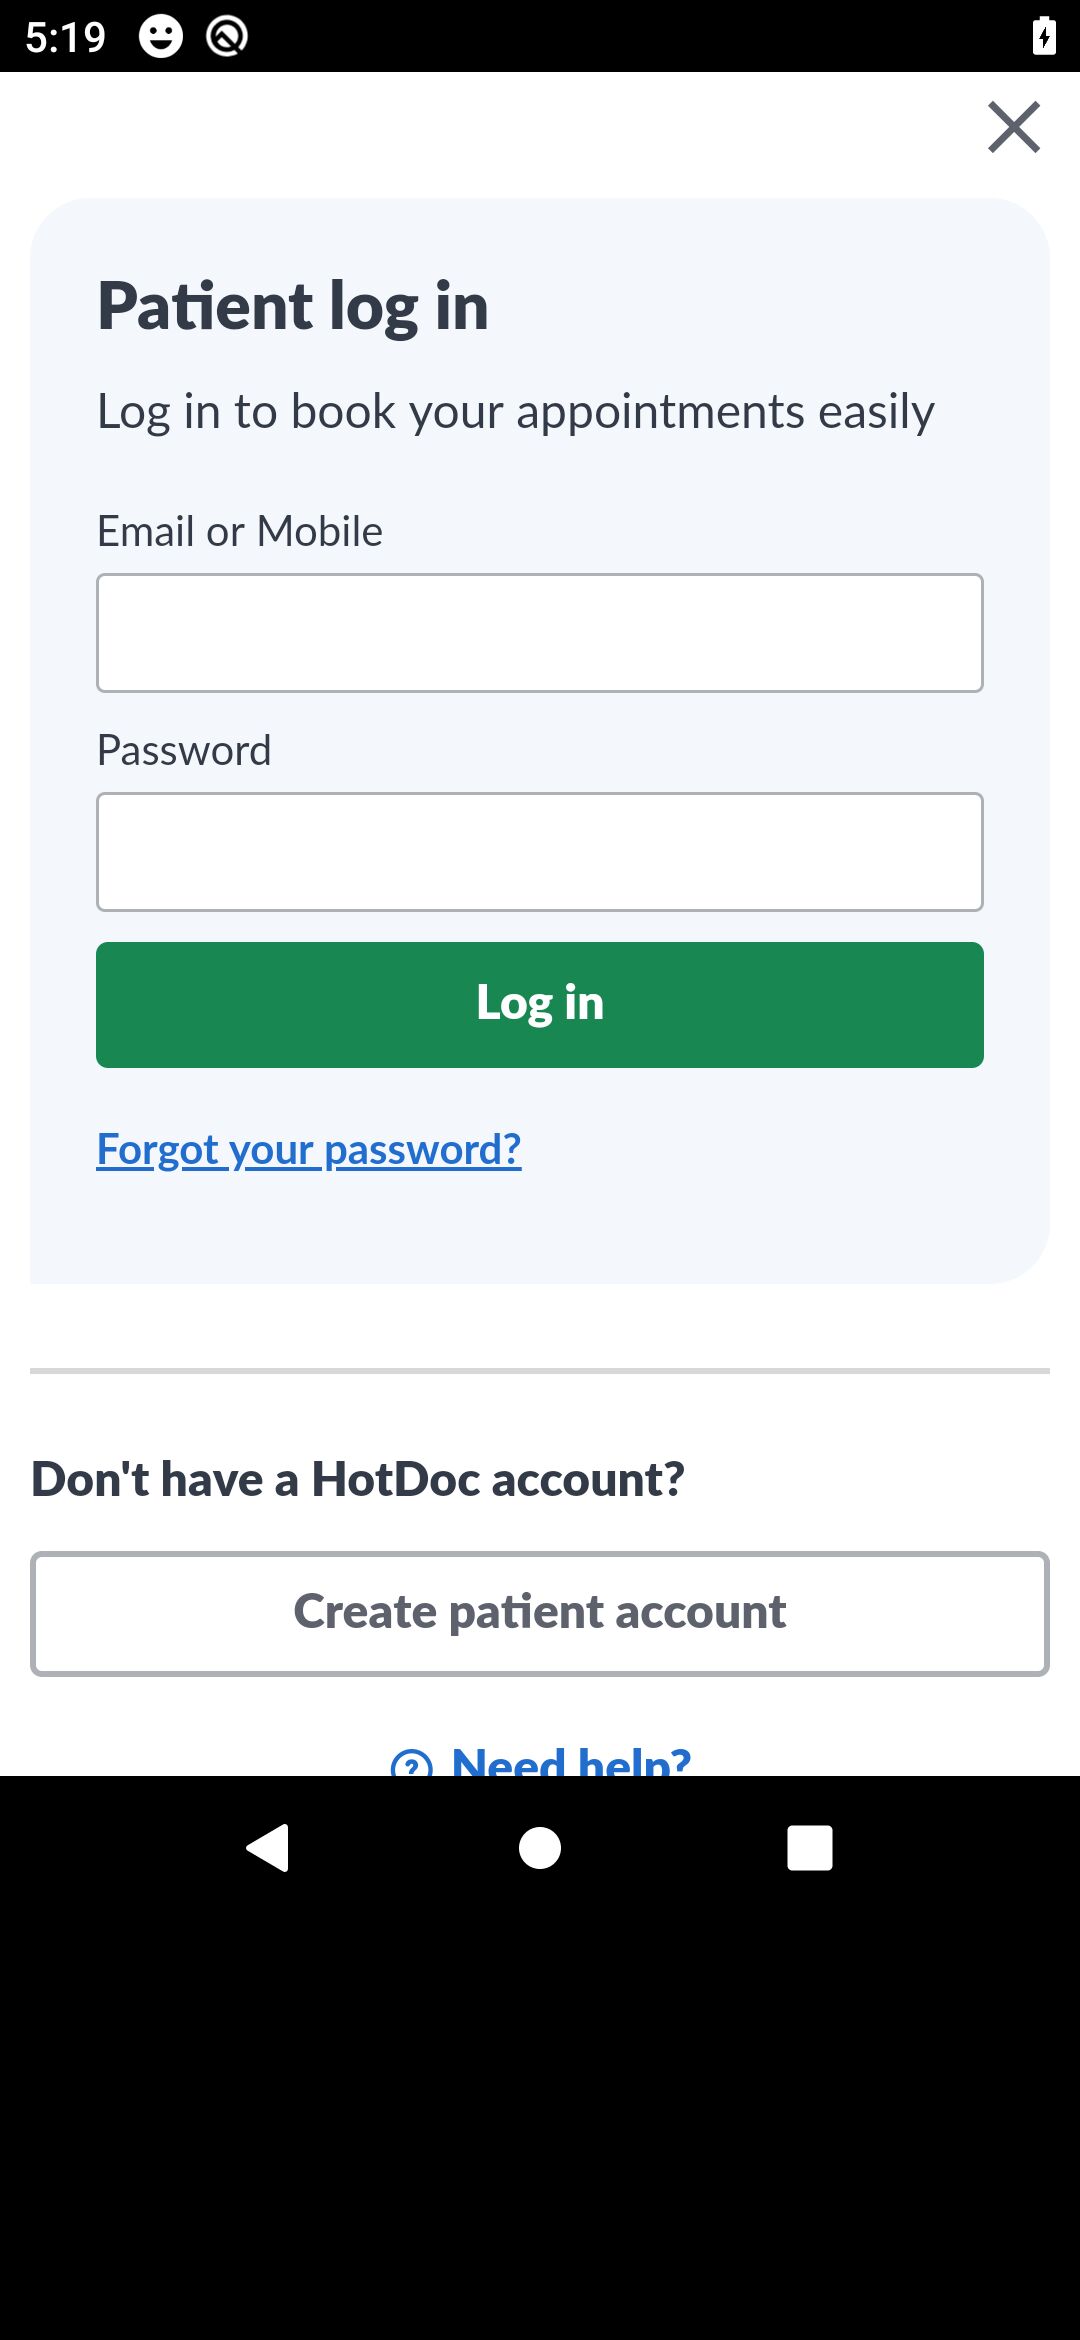 5:19
Patient log in
Log in to book your appointments easily
Email or Mobile
Password
Log in
Forgot your password?
Don't have a HotDoc account?
Create patient account
Need help?